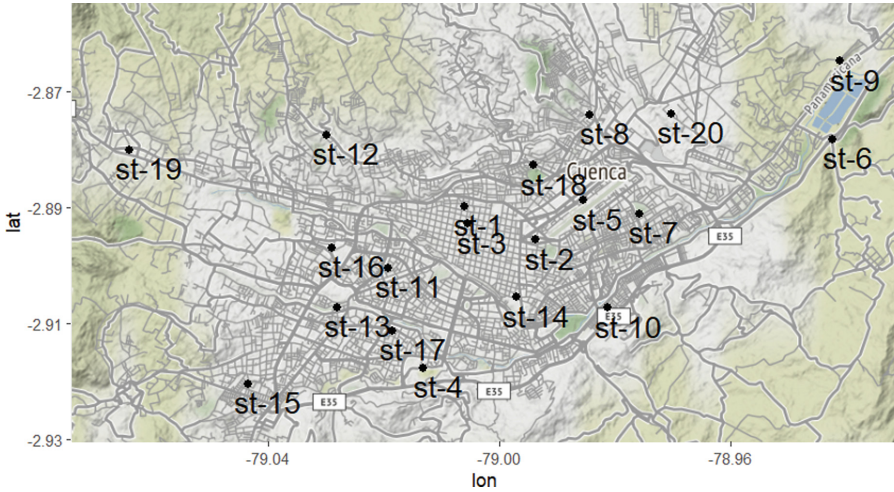 -2.87
-2.89
-2.91
-2.93
lat
Panamericana
st-9
st-8
st-20
st-6
st-12
st-19
st-18
Cuenca
st-1
st-5
st-7
st-3
E35
st-2
st-16
st-11
st-14
E35
st-10
st-13
st-17
st-4
E35
st-15
E35
-79.04
-79.00
-78.96
lon